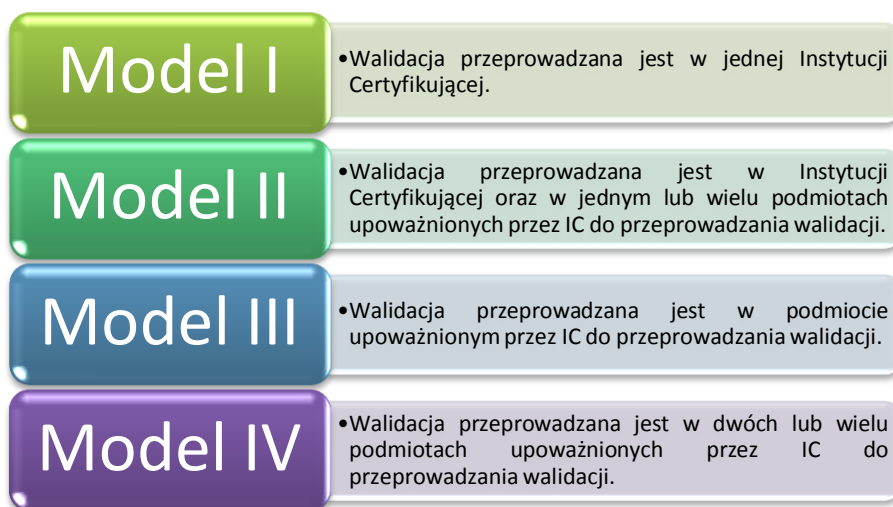 Model I
•Walidacja przeprowadzana jest w jednej Instytucji
Certyfikującej.
Model II
•Walidacja przeprowadzana jest w Instytucji
Certyfikującej oraz w jednym lub wielu podmiotach
upoważnionych przez IC do przeprowadzania walidacji.
Model III
•Walidacja przeprowadzana jest w podmiocie
upoważnionym przez IC do przeprowadzania walidacji.
Model IV
•Walidacja przeprowadzana jest w dwóch lub wielu
podmiotach upoważnionych przez IC do
przeprowadzania walidacji.